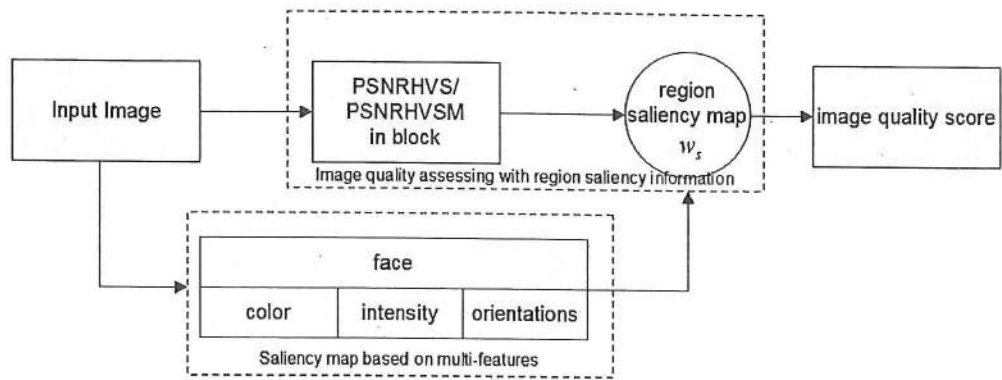 Input Image
PSNRHVS/
PSNRHVSM
in block
region
saliency map
w_s
image quality score
Image quality assessing with region saliency information
face
color
intensity
orientations
Saliency map based on multi-features